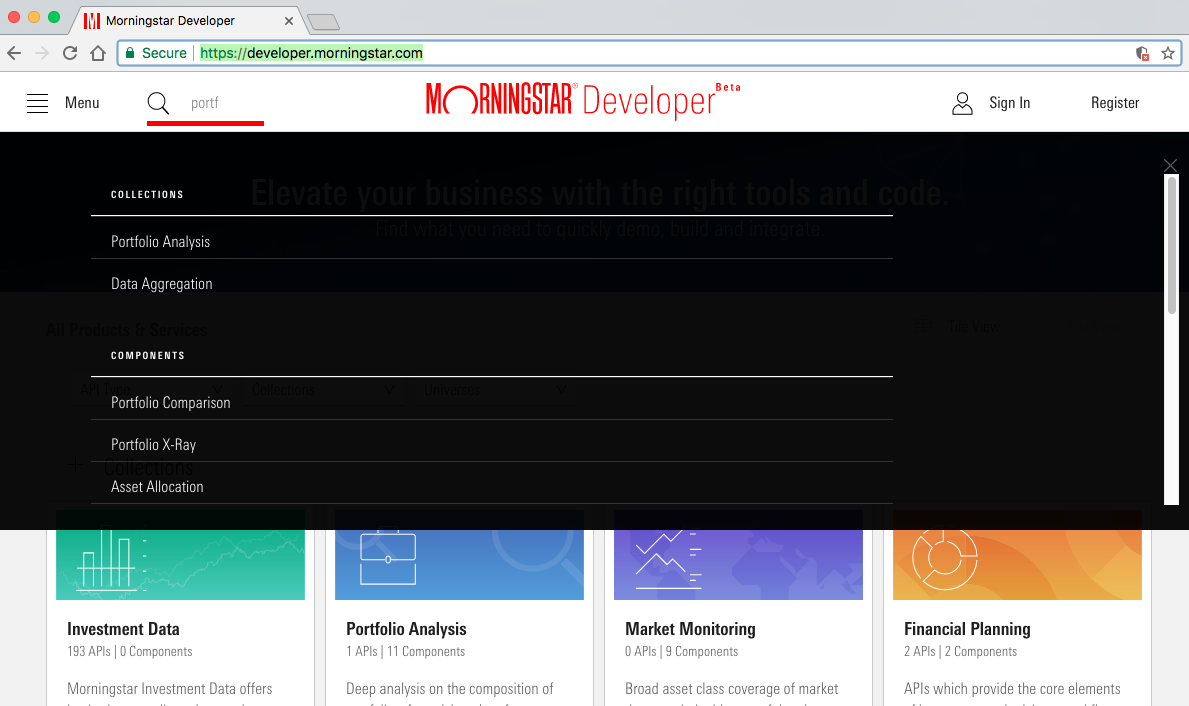 Morningstar Developer
Secure https://developer.morningstar.com
Menu portf MORNINGSTAR® Developer Beta Sign In Register
Elevate your business with the right tools and code.
COLLECTIONS
Find what you need to quickly demo, build and integrate.
Portfolio Analysis
Data Aggregation
All Products & Services Tile View
COMPONENTS
API Type Collections Universes
Portfolio Comparison
Portfolio X-Ray
Collections
Asset Allocation
Investment Data Portfolio Analysis Market Monitoring Financial Planning
193 APIs | 0 Components 1 APIs | 11 Components 0 APIs | 9 Components 2 APIs | 2 Components
Morningstar Investment Data offers Deep analysis on the composition of Broad asset class coverage of market APIs which provide the core elements